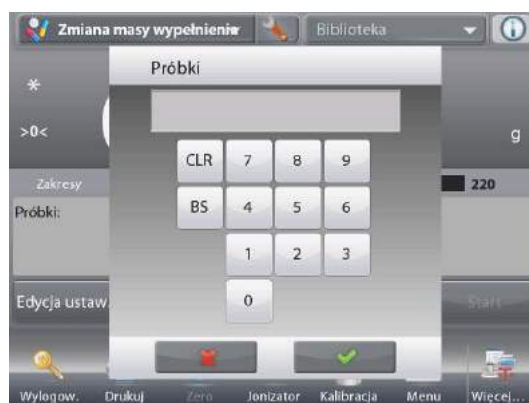 Zmiana masy wypełnienia Biblioteka
Próbki
>0<
g
CLR 7 8 9
Zakresy 220
BS 4 5 6
Próbki:
1 2 3
0
Edycja ustaw. Start
Wylogow. Drukuj Zero Jonizator Kalibracja Menu Więcej...